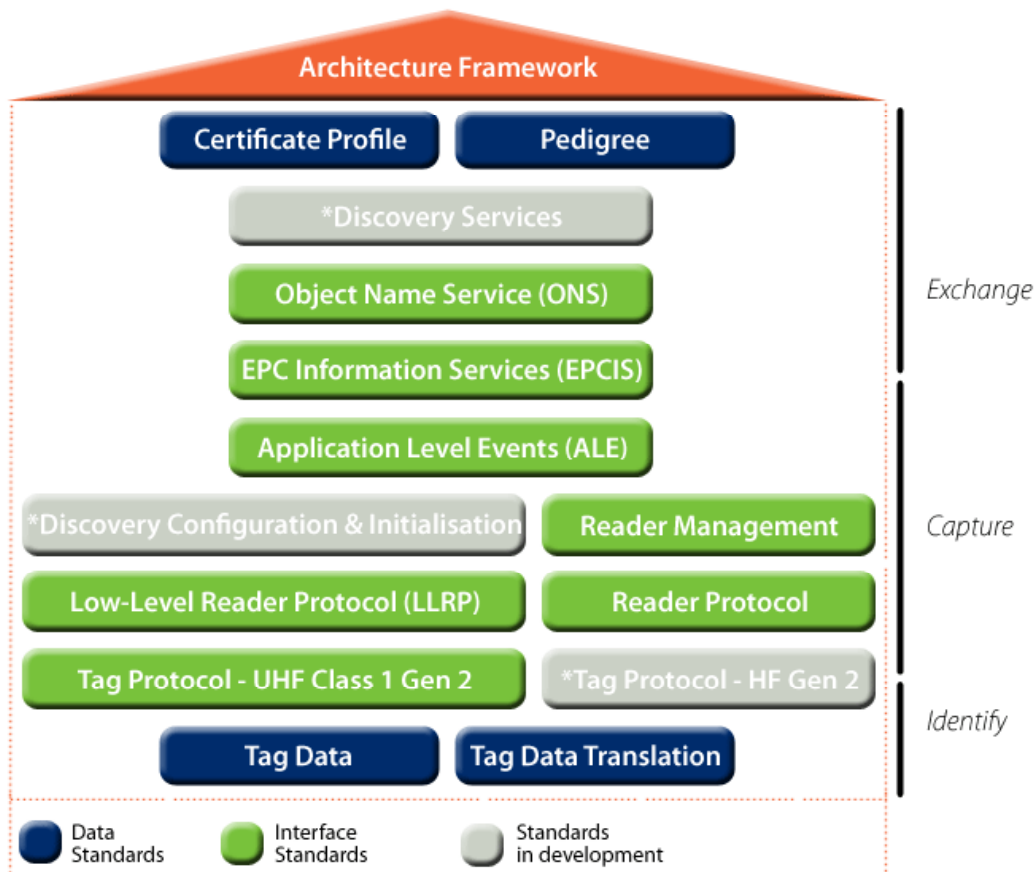 Architecture Framework
Certificate Profile
Pedigree
*Discovery Services
Object Name Service (ONS)
Exchange
EPC Information Services (EPCIS)
Application Level Events (ALE)
*Discovery Configuration & Initialisation
Reader Management
Capture
Low-Level Reader Protocol (LLRP)
Reader Protocol
Tag Protocol - UHF Class 1 Gen 2
*Tag Protocol - HF Gen 2
Identify
Tag Data
Tag Data Translation
Data
Standards
Interface
Standards
Standards
in development